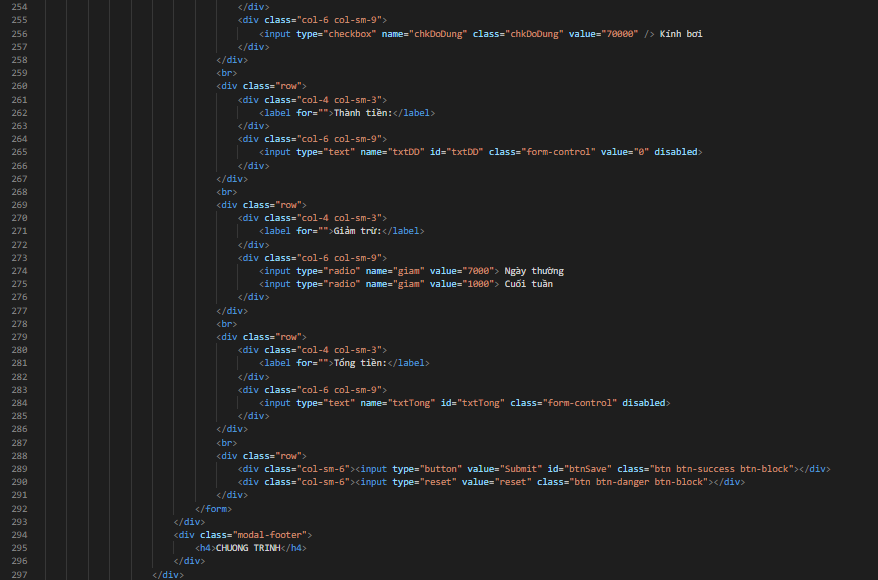 254 </div>
255 <div class="col-6 col-sm-9">
256 <input type="checkbox" name="chkDoDung" class="chkDoDung" value="70000" /> Kính bơi
257 </div>
258 </div>
259 <br>
260 <div class="row">
261 <div class="col-4 col-sm-3">
262 <label for="">Thành tiền:</label>
263 </div>
264 <div class="col-6 col-sm-9">
265 <input type="text" name="txtDD" id="txtDD" class="form-control" value="0" disabled>
266 </div>
267 </div>
268 <br>
269 <div class="row">
270 <div class="col-4 col-sm-3">
271 <label for="">Giảm trừ:</label>
272 </div>
273 <div class="col-6 col-sm-9">
274 <input type="radio" name="giam" value="7000"> Ngày thường
275 <input type="radio" name="giam" value="1000"> Cuối tuần
276 </div>
277 </div>
278 <br>
279 <div class="row">
280 <div class="col-4 col-sm-3">
281 <label for="">Tổng tiền:</label>
282 </div>
283 <div class="col-6 col-sm-9">
284 <input type="text" name="txtTong" id="txtTong" class="form-control" disabled>
285 </div>
286 </div>
287 <br>
288 <div class="row">
289 <div class="col-sm-6"><input type="button" value="Submit" id="btnSave" class="btn btn-success btn-block"></div>
290 <div class="col-sm-6"><input type="reset" value="reset" class="btn btn-danger btn-block"></div>
291 </div>
292 </form>
293 </div>
294 <div class="modal-footer">
295 <h4>CHUONG TRINH</h4>
296 </div>
297 </div>